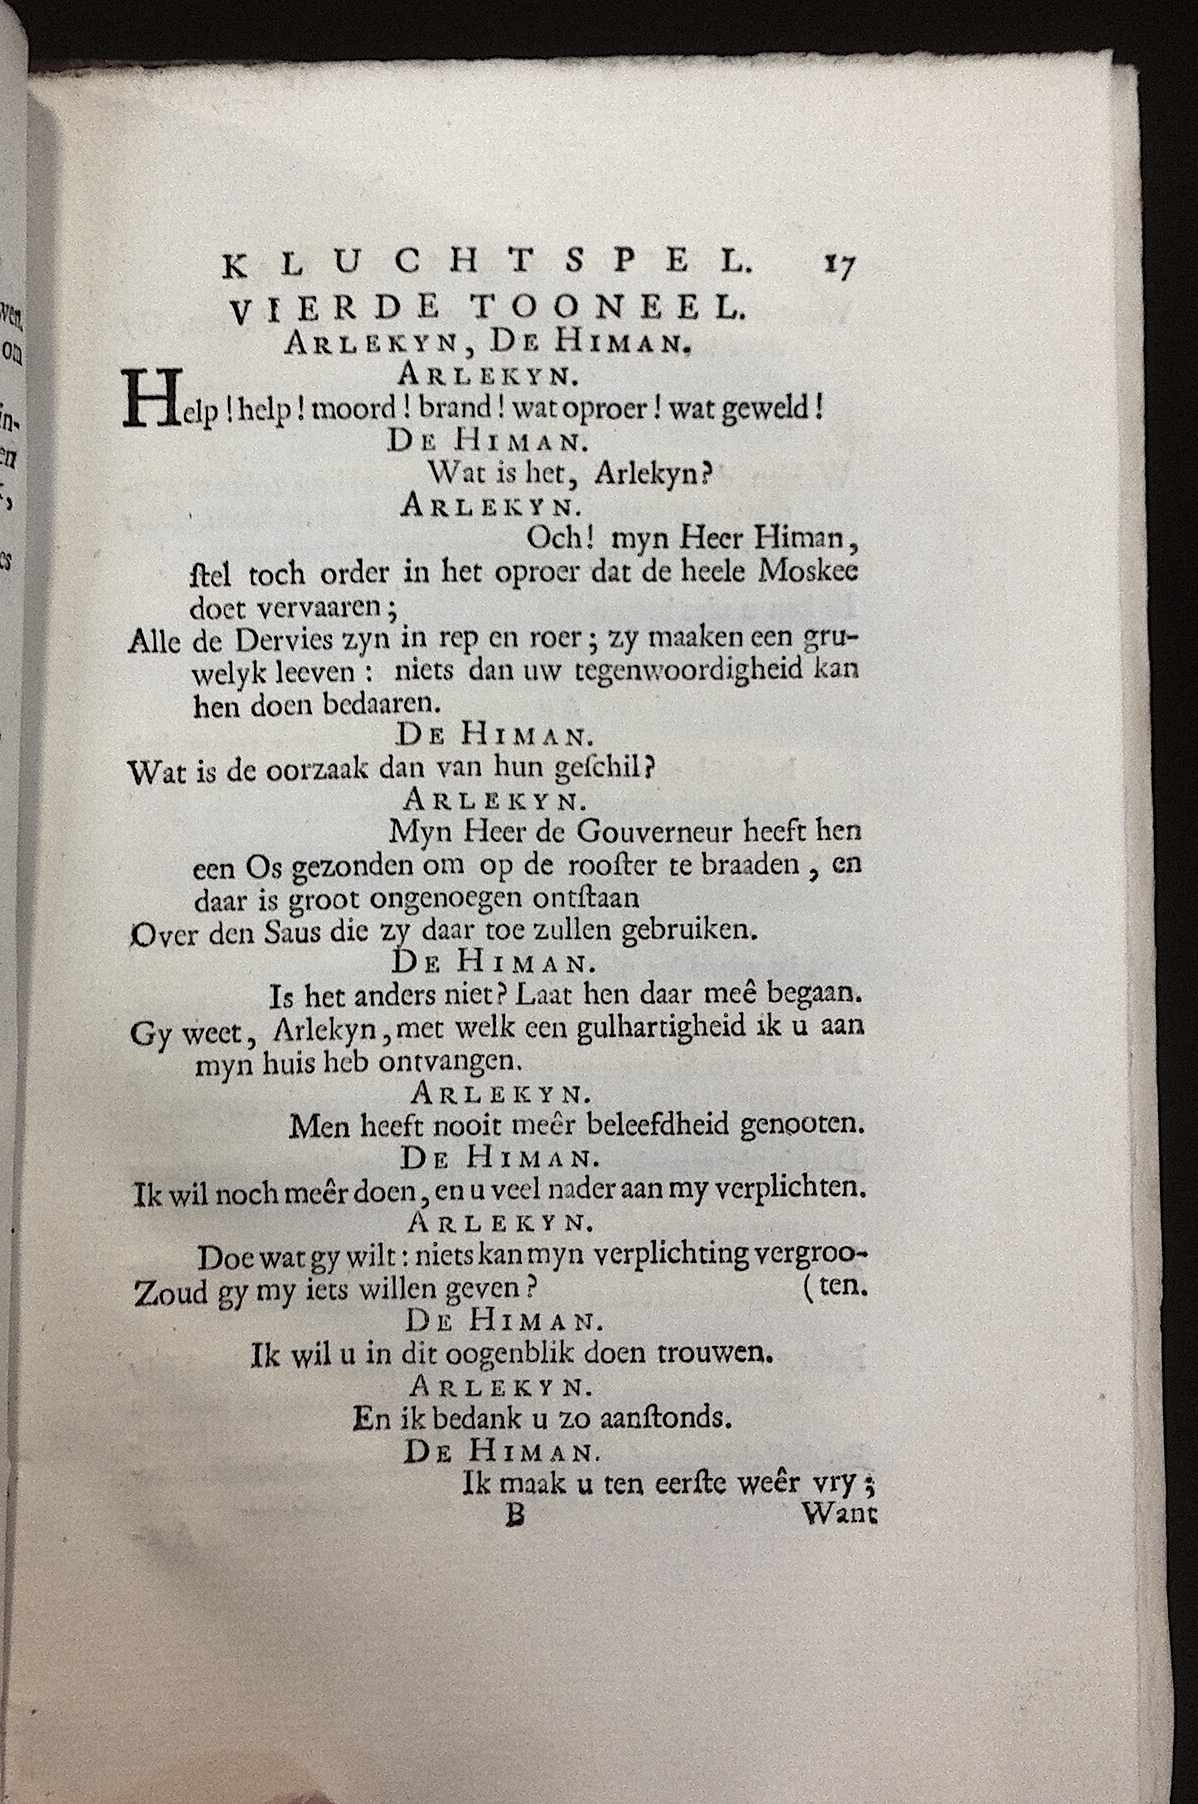 KLUCHTSPEL. 17
VIERDE TOONEEL.
ARLEKYN, DE HIMAN.
ARLEKYN.
Help! help! moord! brand! wat oproer! wat geweld!
DE HIMAN.
Wat is het, Arlekyn?
ARLEKYN.
Och! myn Heer Himan,
ſtel toch order in het oproer dat de heele Moskee
doet vervaaren;
Alle de Dervies zyn in rep en roer; zy maaken een gru-
welyk leeven: niets dan uw tegenwoordigheid kan
hen doen bedaaren.
DE HIMAN.
Wat is de oorzaak dan van hun geſchil?
ARLEKYN.
Myn Heer de Gouverneur heeft hen
een Os gezonden om op de rooſter te braaden, en
daar is groot ongenoegen ontſtaan
Over den Saus die zy daar toe zullen gebruiken.
DE HIMAN.
Is het anders niet? Laat hen daar meê begaan.
Gy weet, Arlekyn, met welk een gulhartigheid ik u aan
myn huis heb ontvangen.
ARLEKYN.
Men heeft nooit meêr beleefdheid genooten.
DE HIMAN.
Ik wil noch meêr doen, en u veel nader aan my verplichten.
ARLEKYN.
Doe wat gy wilt: niets kan myn verplichting vergroo-
Zoud gy my iets willen geven? (ten.
DE HIMAN.
Ik wil u in dit oogenblik doen trouwen.
ARLEKYN.
En ik bedank u zo aanſtonds.
DE HIMAN.
Ik maak u ten eerſte weêr vry;
B Want